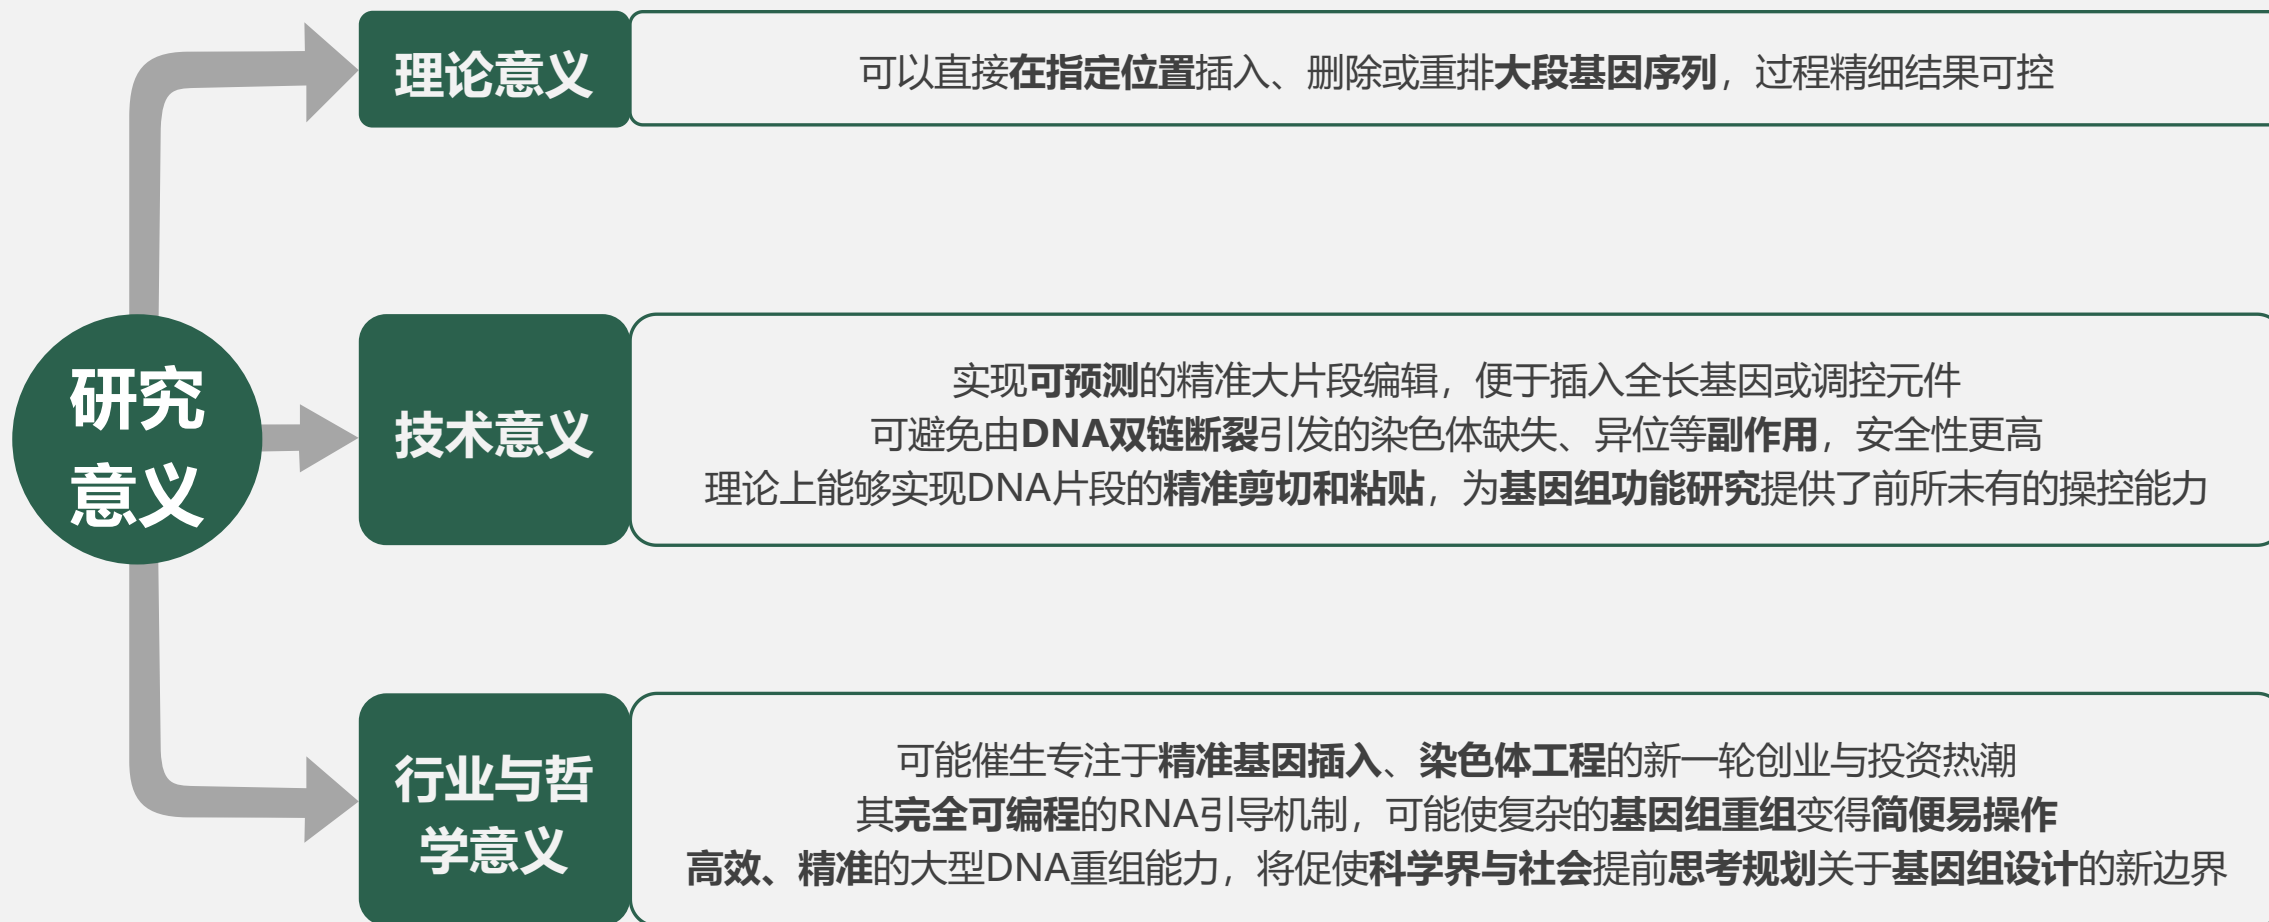 研究
意义
理论意义
可以直接在指定位置插入、删除或重排大段基因序列，过程精细结果可控
技术意义
实现可预测的精准大片段编辑，便于插入全长基因或调控元件
可避免由DNA双链断裂引发的染色体缺失、异位等副作用，安全性更高
理论上能够实现DNA片段的精准剪切和粘贴，为基因组功能研究提供了前所未有的操控能力
行业与哲
学意义
可能催生专注于精准基因插入、染色体工程的新一轮创业与投资热潮
其完全可编程的RNA引导机制，可能使复杂的基因组重组变得简便易操作
高效、精准的大型DNA重组能力，将促使科学界与社会提前思考规划关于基因组设计的新边界